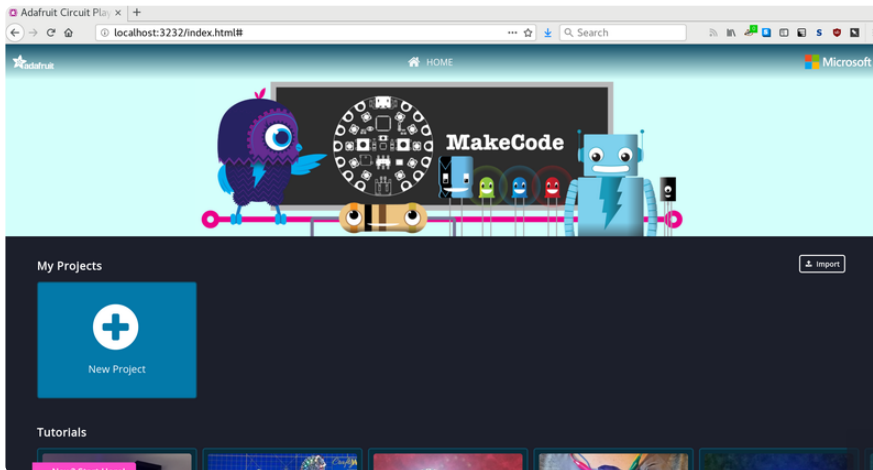 Adafruit Circuit Play
localhost:3232/index.html#
Search
adafruit
HOME
Microsoft
MakeCode
My Projects
Import
New Project
Tutorials